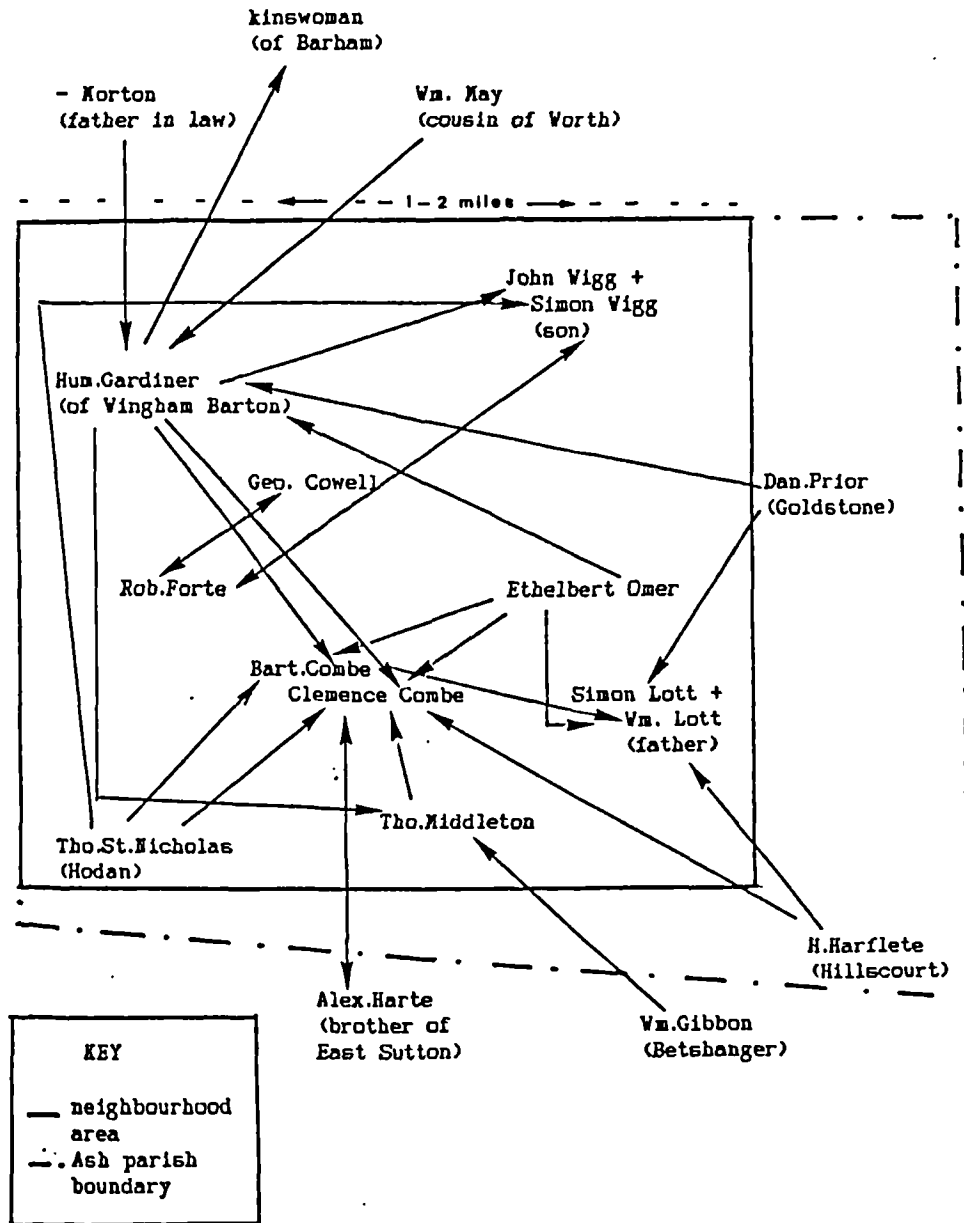 kinswoman
(of Barham)
- Morton
(father in law)
Wm. May
(cousin of Worth)
1-2 miles
John Wigg +
Simon Wigg
(son)
Hum.Gardiner
(of Wingham Barton)
Geo. Cowell
Dan.Prior
(Goldstone)
Rob.Forte
Ethelbert Omer
Bart.Combe
Clemence Combe
Simon Lott +
Wm. Lott
(father)
Tho.Middleton
Tho.St.Nicholas
(Hodan)
H.Harflete
(Hillscourt)
Alex.Harte
(brother of
East Sutton)
Wm.Gibbon
(Betshanger)
KEY
neighbourhood
area
Ash parish
boundary